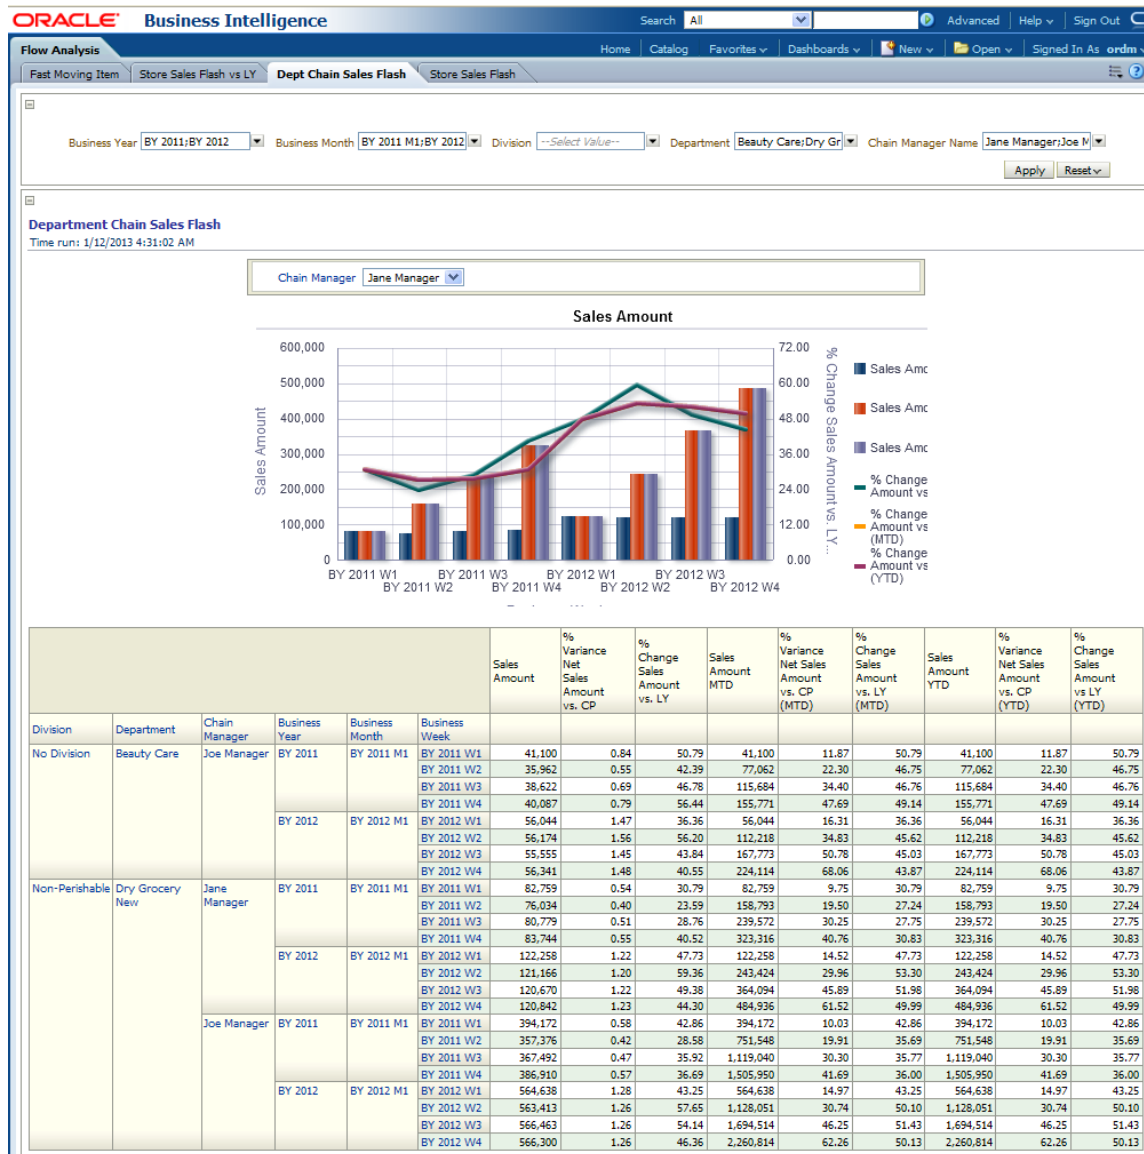 ORACLE Business Intelligence Search All Advanced Help Sign Out
Flow Analysis Home Catalog Favorites Dashboards New Open Signed In As ordm
Fast Moving Item Store Sales Flash vs LY Dept Chain Sales Flash Store Sales Flash
Business Year BY 2011;BY 2012 Business Month BY 2011 M1;BY 2012 Division --Select Value-- Department Beauty Care;Dry Gr Chain Manager Name Jane Manager;Joe M
Apply Reset
Department Chain Sales Flash
Time run: 1/12/2013 4:31:02 AM
Chain Manager Jane Manager
Sales Amount
600,000 72.00
500,000 60.00
400,000 48.00
300,000 36.00
200,000 24.00
100,000 12.00
0 0.00
Sales Amount
% Change Sales Amount vs. LY...
BY 2011 W1 BY 2011 W3 BY 2012 W1 BY 2012 W3
BY 2011 W2 BY 2011 W4 BY 2012 W2 BY 2012 W4
Sales Amc
Sales Amc
Sales Amc
% Change
Amount vs
% Change
Amount vs
(MTD)
% Change
Amount vs
(YTD)
Sales Amount % Variance Net Sales Amount vs. CP % Change Sales Amount vs. LY Sales Amount MTD % Variance Net Sales Amount vs. CP (MTD) % Change Sales Amount vs. LY (MTD) Sales Amount YTD % Variance Net Sales Amount vs. CP (YTD) % Change Sales Amount vs LY (YTD)
Division Department Chain Manager Business Year Business Month Business Week
No Division Beauty Care Joe Manager BY 2011 BY 2011 M1 BY 2011 W1 41,100 0.84 50.79 41,100 11.87 50.79 41,100 11.87 50.79
BY 2011 W2 35,962 0.55 42.39 77,062 22.30 46.75 77,062 22.30 46.75
BY 2011 W3 38,622 0.69 46.78 115,684 34.40 46.76 115,684 34.40 46.76
BY 2011 W4 40,087 0.79 56.44 155,771 47.69 49.14 155,771 47.69 49.14
BY 2012 BY 2012 M1 BY 2012 W1 56,044 1.47 36.36 56,044 16.31 36.36 56,044 16.31 36.36
BY 2012 W2 56,174 1.56 56.20 112,218 34.83 45.62 112,218 34.83 45.62
BY 2012 W3 55,555 1.45 43.84 167,773 50.78 45.03 167,773 50.78 45.03
BY 2012 W4 56,341 1.48 40.55 224,114 68.06 43.87 224,114 68.06 43.87
Non-Perishable Dry Grocery New Jane Manager BY 2011 BY 2011 M1 BY 2011 W1 82,759 0.54 30.79 82,759 9.75 30.79 82,759 9.75 30.79
BY 2011 W2 76,034 0.40 23.59 158,793 19.50 27.24 158,793 19.50 27.24
BY 2011 W3 80,779 0.51 28.76 239,572 30.25 27.75 239,572 30.25 27.75
BY 2011 W4 83,744 0.55 40.52 323,316 40.76 30.83 323,316 40.76 30.83
BY 2012 BY 2012 M1 BY 2012 W1 122,258 1.22 47.73 122,258 14.52 47.73 122,258 14.52 47.73
BY 2012 W2 121,166 1.20 59.36 243,424 29.96 53.30 243,424 29.96 53.30
BY 2012 W3 120,670 1.22 49.38 364,094 45.89 51.98 364,094 45.89 51.98
BY 2012 W4 120,842 1.23 44.30 484,936 61.52 49.99 484,936 61.52 49.99
Joe Manager BY 2011 BY 2011 M1 BY 2011 W1 394,172 0.58 42.86 394,172 10.03 42.86 394,172 10.03 42.86
BY 2011 W2 357,376 0.42 28.58 751,548 19.91 35.69 751,548 19.91 35.69
BY 2011 W3 367,492 0.47 35.92 1,119,040 30.30 35.77 1,119,040 30.30 35.77
BY 2011 W4 386,910 0.57 36.69 1,505,950 41.69 36.00 1,505,950 41.69 36.00
BY 2012 BY 2012 M1 BY 2012 W1 564,638 1.28 43.25 564,638 14.97 43.25 564,638 14.97 43.25
BY 2012 W2 563,413 1.26 57.65 1,128,051 30.74 50.10 1,128,051 30.74 50.10
BY 2012 W3 566,463 1.26 54.14 1,694,514 46.25 51.43 1,694,514 46.25 51.43
BY 2012 W4 566,300 1.26 46.36 2,260,814 62.26 50.13 2,260,814 62.26 50.13